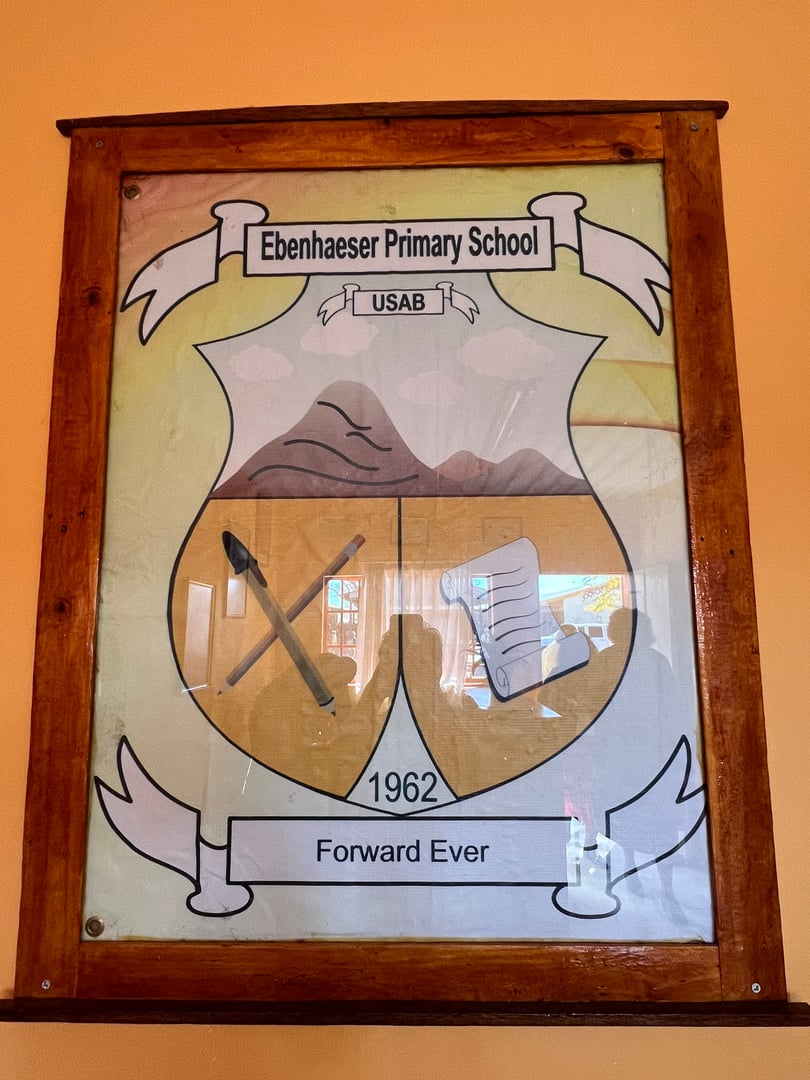 Ebenhaeser Primary School
USAB
1962
Forward Ever